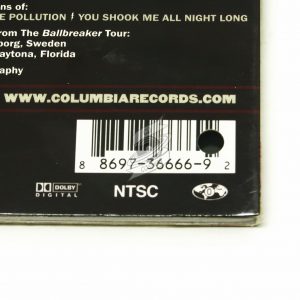 ns of:
E POLLUTION / YOU SHOOK ME ALL NIGHT LONG
rom The Ballbreaker Tour:
borg, Sweden
aytona, Florida
raphy
WWW.COLUMBIARECORDS.COM
8 8697-36666-9 2
DOLBY
DIGITAL
NTSC